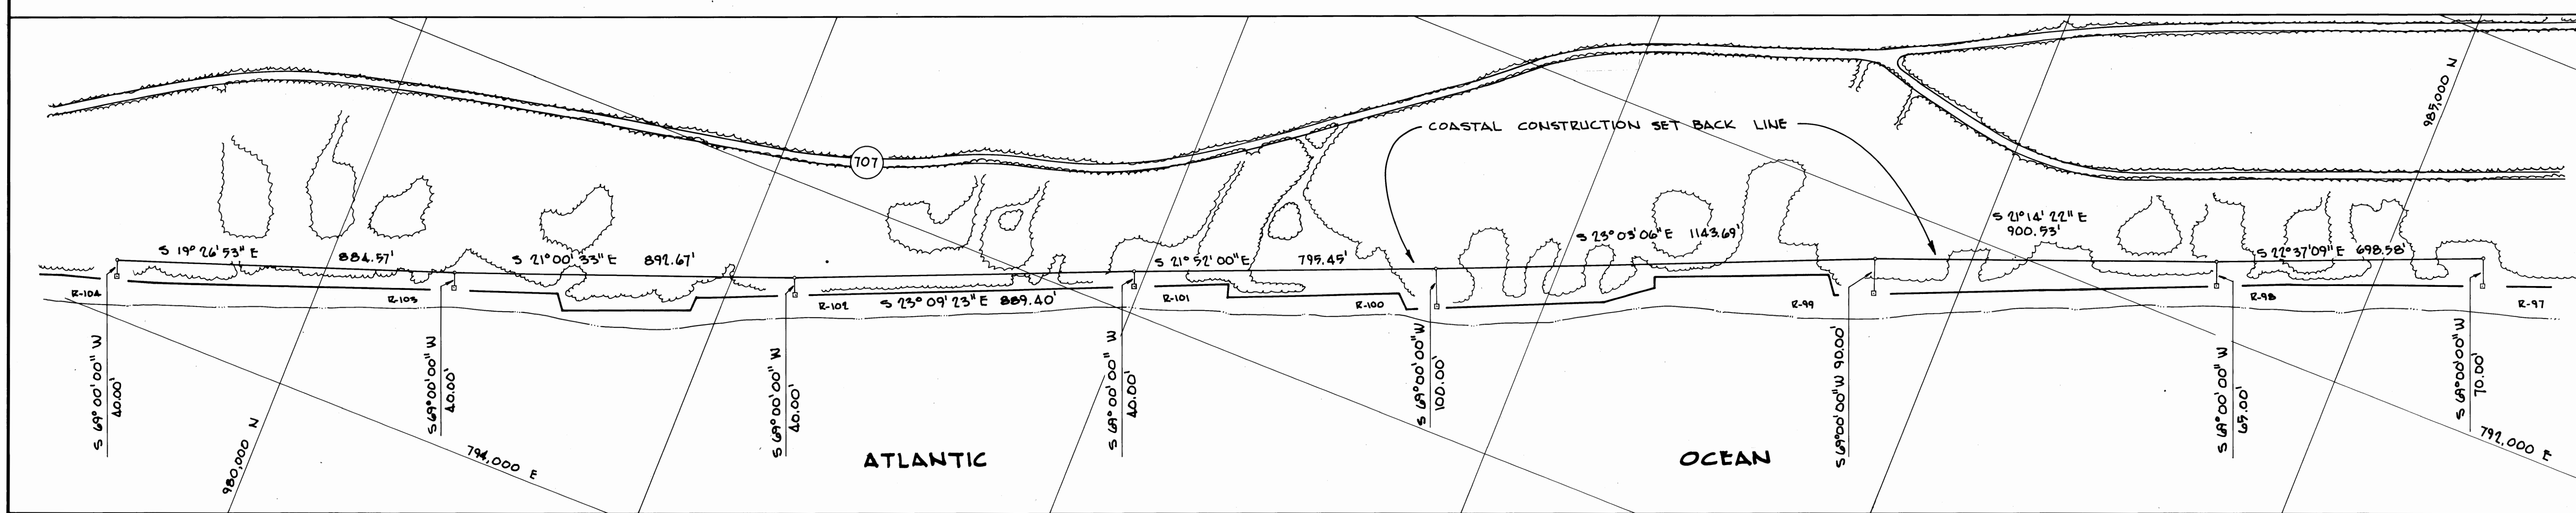 985,000 N
COASTAL CONSTRUCTION SET BACK LINE
707
S 19° 26' 53" E 884.57'
S 21° 00' 33" E 892.67'
S 23° 09' 23" E 889.40'
S 21° 52' 00" E 795.45'
S 23° 03' 06" E 1143.69'
S 21° 14' 22" E
900.53'
S 22° 37' 09" E 698.58'
R-104
R-103
R-102
R-101
R-100
R-99
R-98
R-97
S 69° 00' 00" W
40.00'
S 69° 00' 00" W
40.00'
S 69° 00' 00" W
40.00'
S 69° 00' 00" W
40.00'
S 69° 00' 00" W
100.00'
S 69° 00' 00" W 90.00'
S 69° 00' 00" W
65.00'
S 69° 00' 00" W
70.00'
980,000 N
794,000 E
ATLANTIC OCEAN
792,000 E